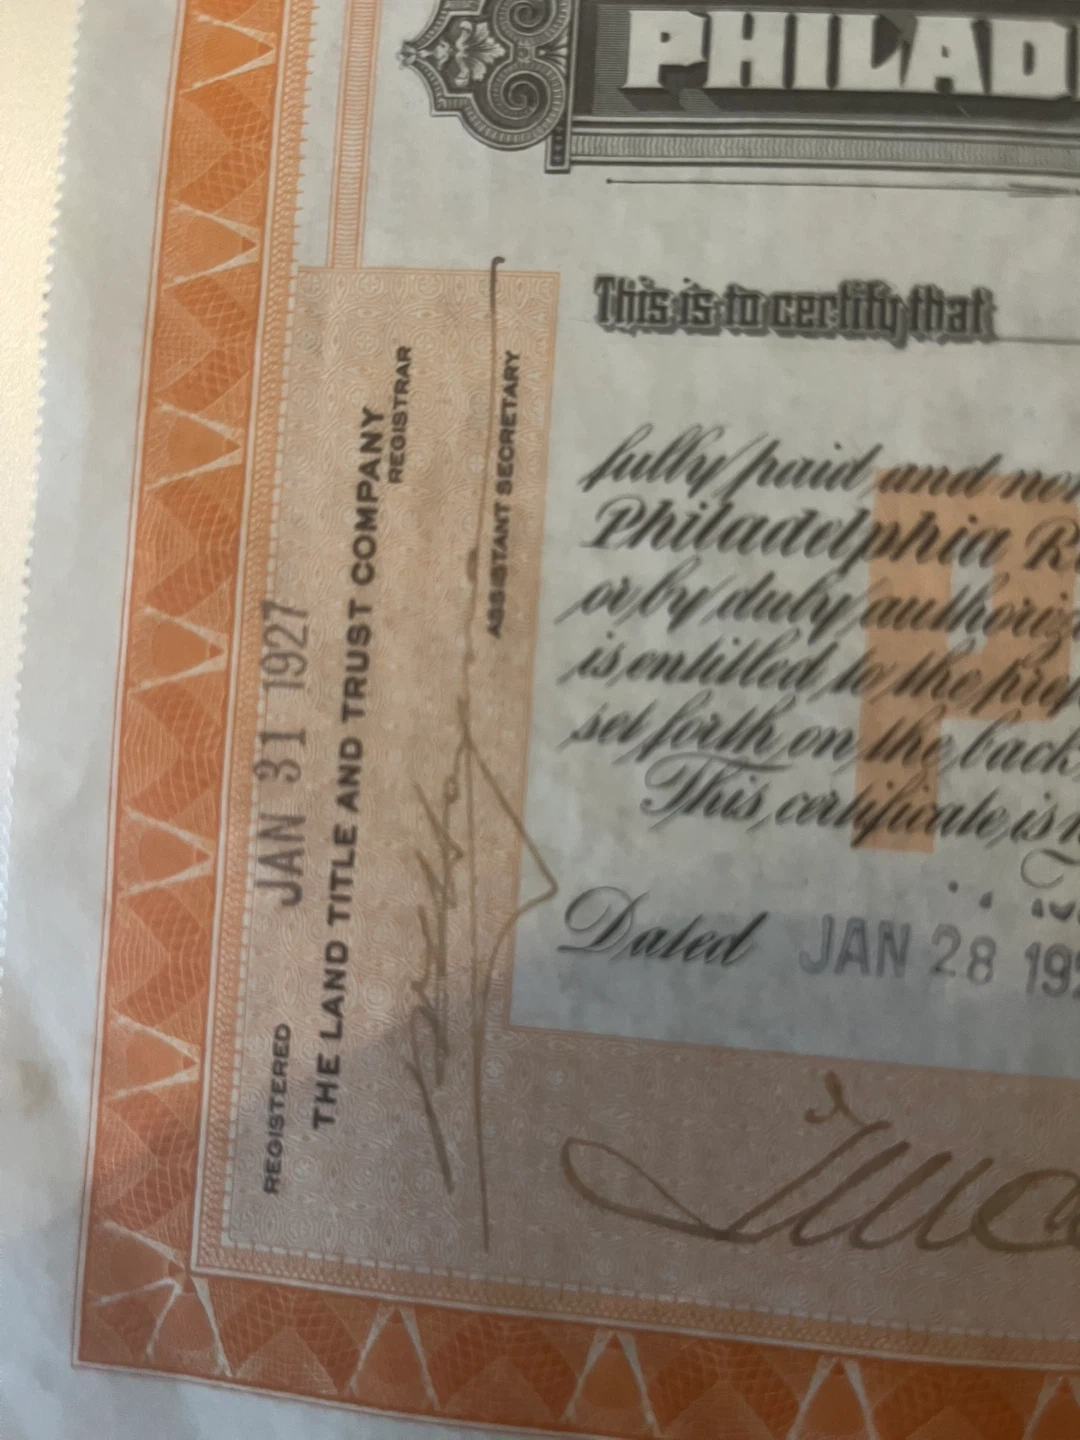 PHILAD
This is to certify that
fully paid and non
Philadelphia R
or by duly authoriz
is entitled to the pref
set forth on the back
This certificate is
Dated JAN 28 192
REGISTERED JAN 31 1927
THE LAND TITLE AND TRUST COMPANY
REGISTRAR
ASSISTANT SECRETARY
P